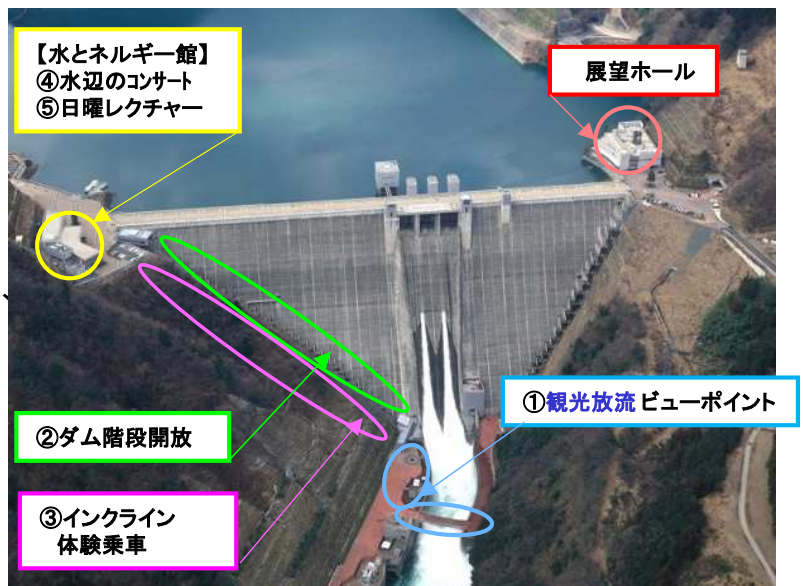 【水とネルギー館】
④水辺のコンサート
⑤日曜レクチャー
展望ホール
①観光放流 ビューポイント
②ダム階段開放
③インクライン
体験乗車